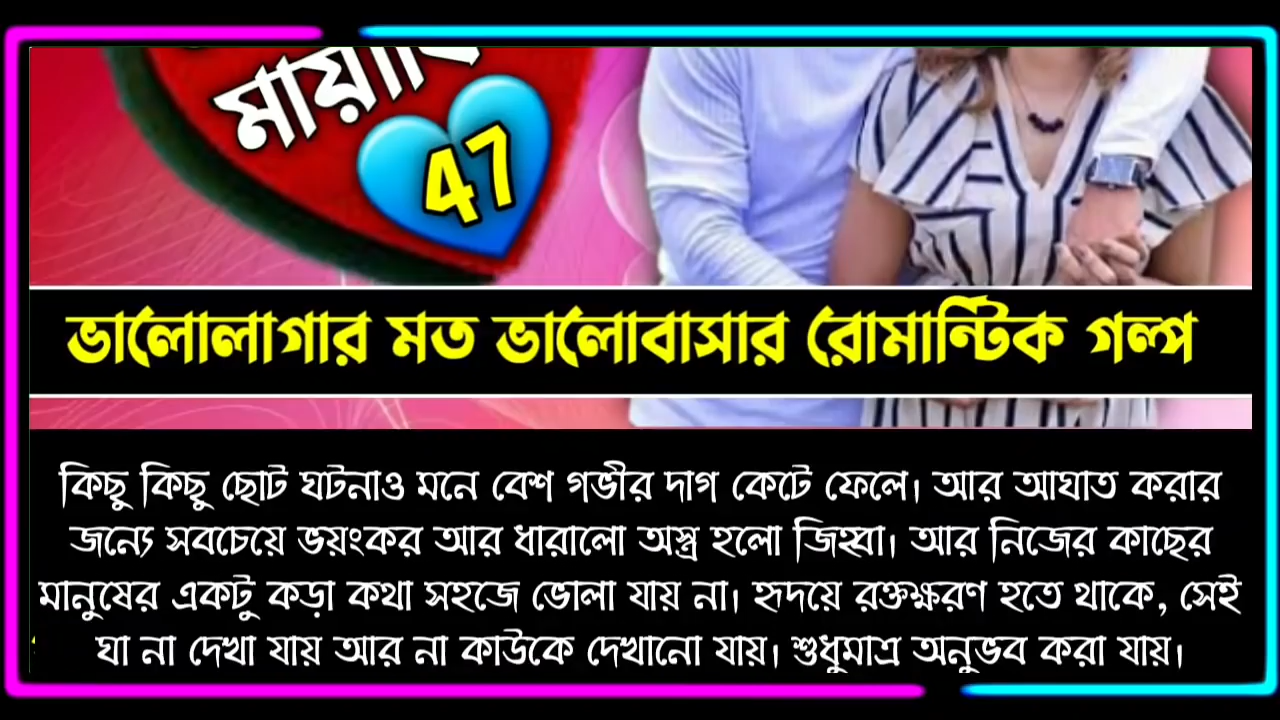 47
ভালোলাগার মত ভালোবাসার রোমান্টিক গল্প
কিছু কিছু ছোট ঘটনাও মনে বেশ গভীর দাগ কেটে ফেলে। আর আঘাত করার
জন্যে সবচেয়ে ভয়ংকর আর ধারালো অস্ত্র হলো জিহ্বা। আর নিজের কাছের
মানুষের একটু কড়া কথা সহজে ভোলা যায় না। হৃদয়ে রক্তক্ষরণ হতে থাকে, সেই
ঘা না দেখা যায় আর না কাউকে দেখানো যায়। শুধুমাত্র অনুভব করা যায়।